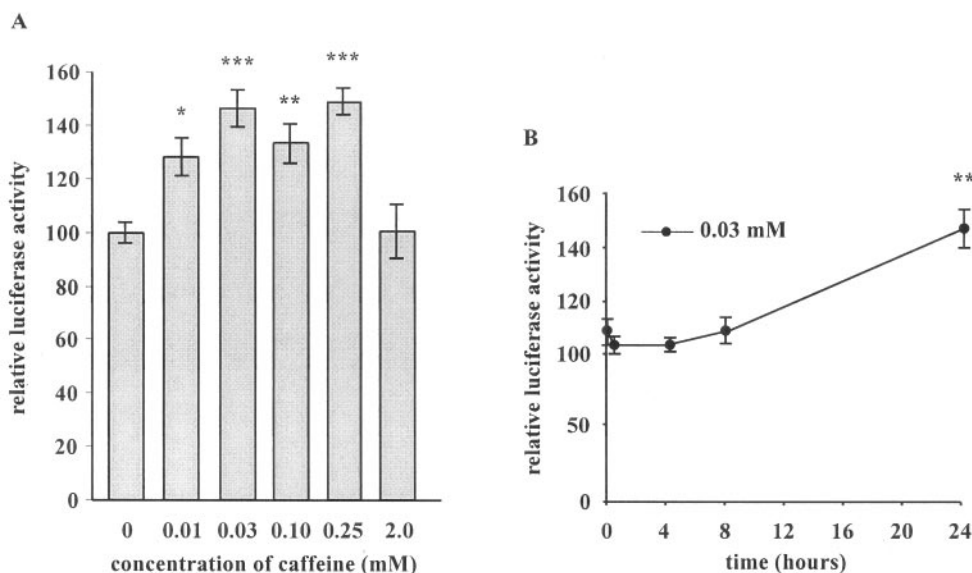 A
relative luciferase activity
160
140
120
100
80
60
40
20
0
*
***
**
***
0 0.01 0.03 0.10 0.25 2.0
concentration of caffeine (mM)
B
relative luciferase activity
160
140
120
100
50
0
**
0.03 mM
0 4 8 12 16 20 24
time (hours)